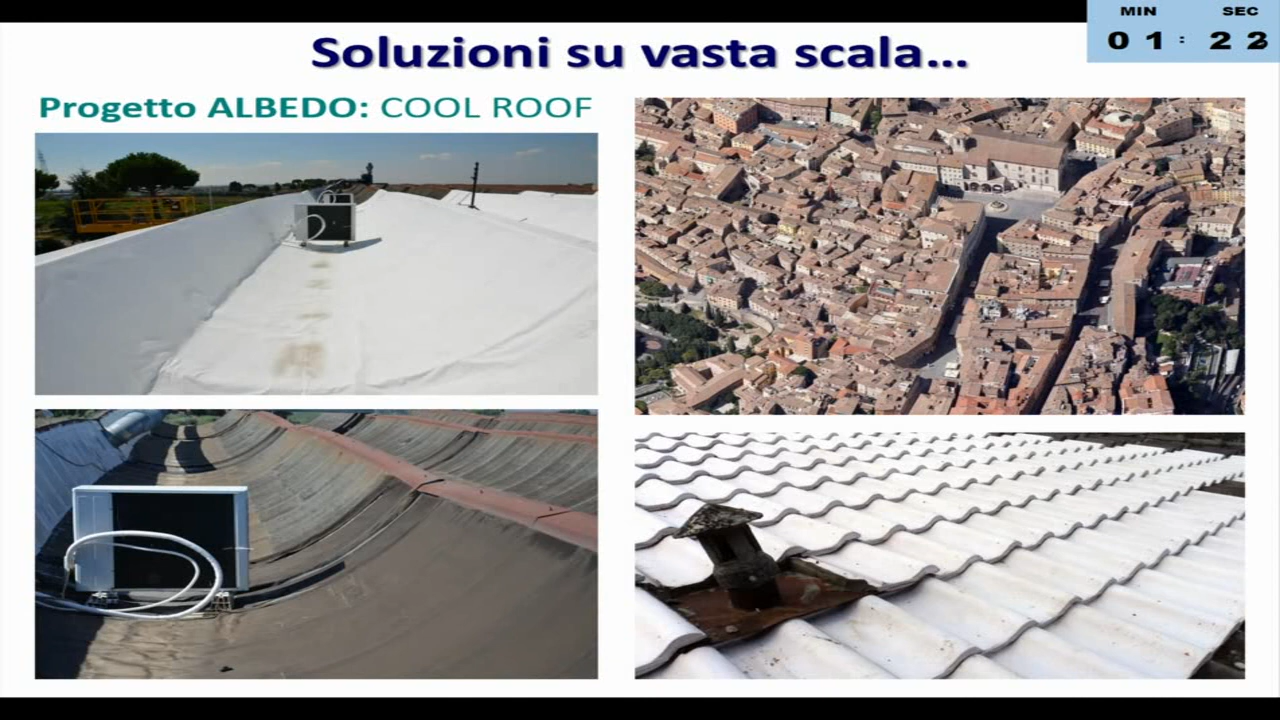 MIN SEC
01:22
Soluzioni su vasta scala...
Progetto ALBEDO: COOL ROOF